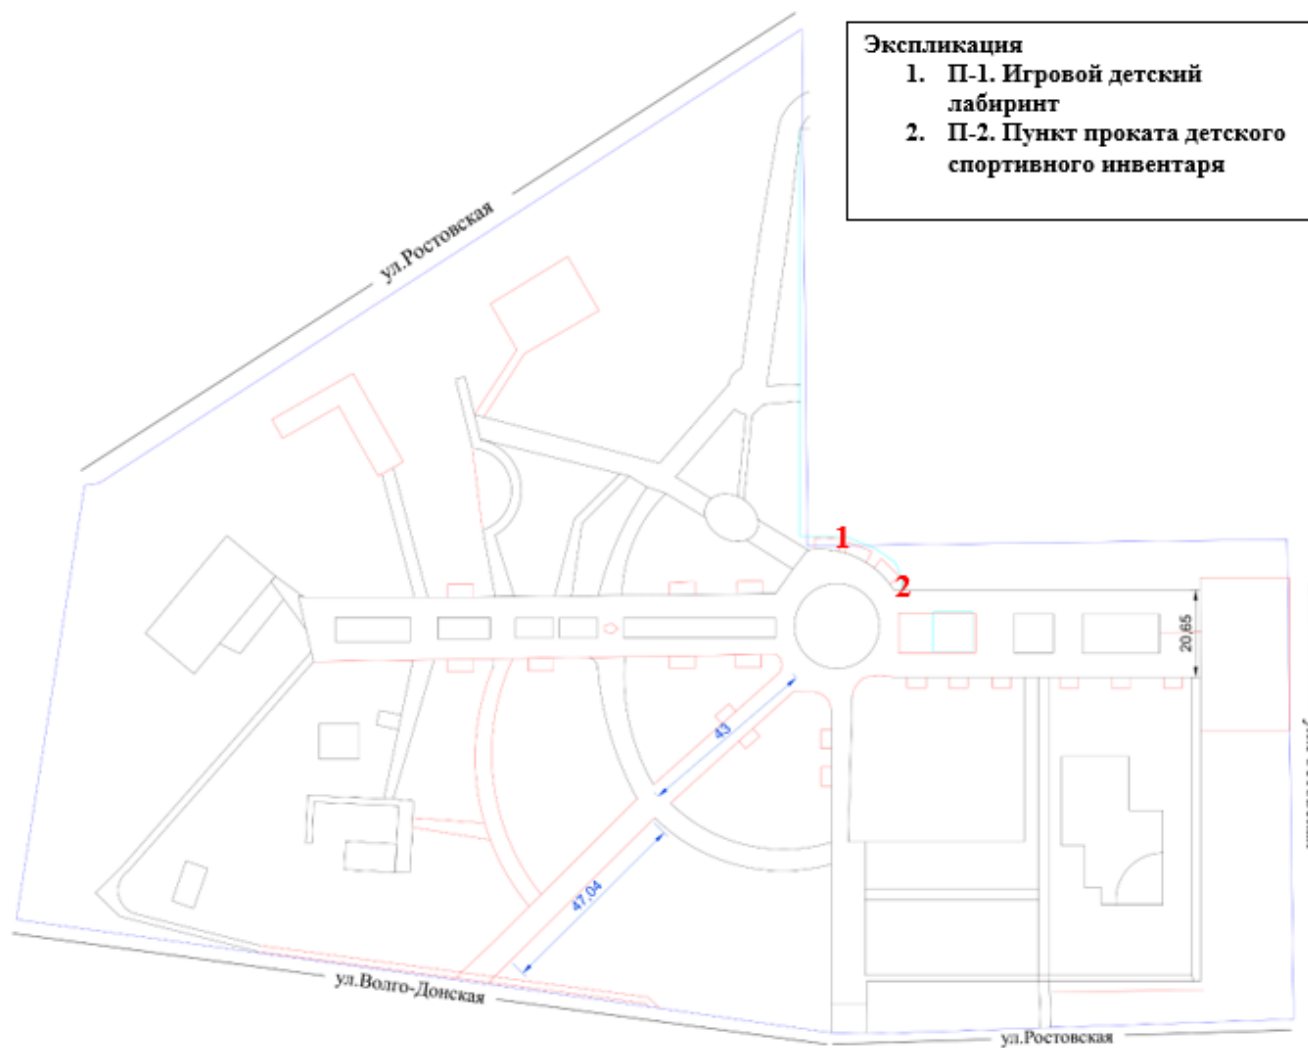 Экспликация
1. П-1. Игровой детский
лабиринт
2. П-2. Пункт проката детского
спортивного инвентаря
ул.Ростовская
1
2
20,65
43
47,04
ул.Волго-Донская
ул.Ростовская